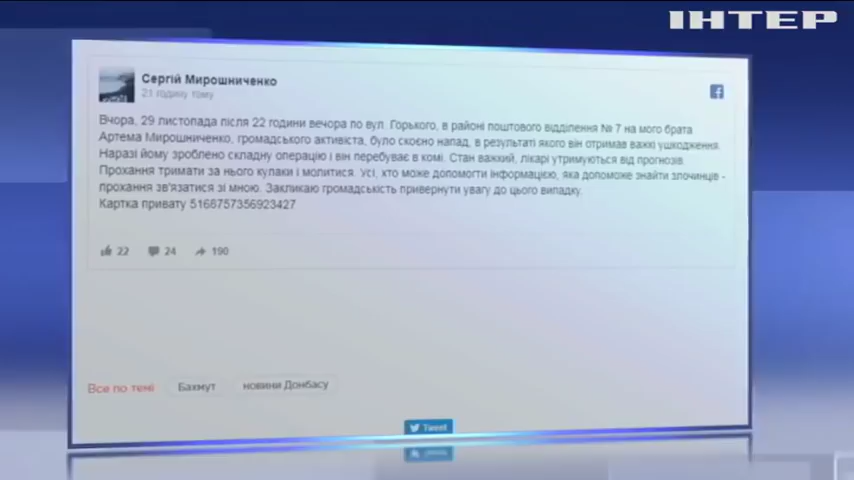 ІНТЕР
Сергій Мирошниченко
21 годину тому
Вчора, 29 листопада після 22 години вечора по вул. Горького, в районі поштового відділення № 7 на мого брата
Артема Мирошниченко, громадського активіста, було скоєно напад, в результаті якого він отримав важкі ушкодження.
Наразі йому зроблено складну операцію і він перебуває в комі. Стан важкий, лікарі утримуються від прогнозів.
Прохання тримати за нього кулаки і молитися. Усі, хто може допомогти інформацією, яка допоможе знайти злочинців -
прохання зв'язатися зі мною. Закликаю громадськість привернути увагу до цього випадку.
Картка привату 5168757356923427
22 24 190
Все по темі Бахмут новини Донбасу
Tweet